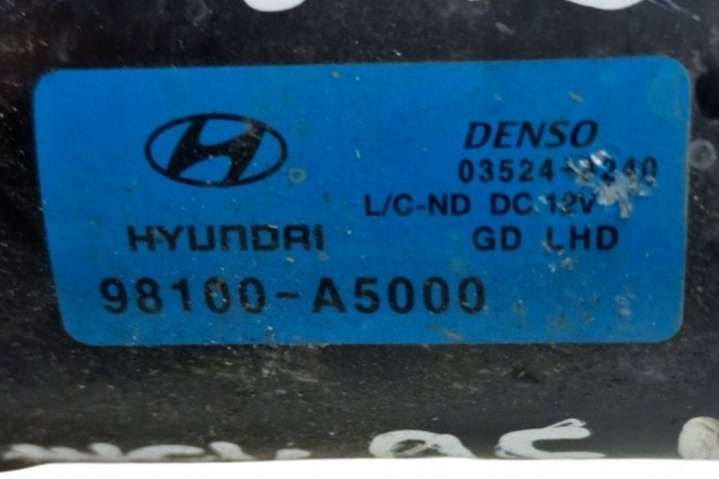 DENSO
L/C-ND DC 12V
HYUNDAI
GD LHD
98100-A5000